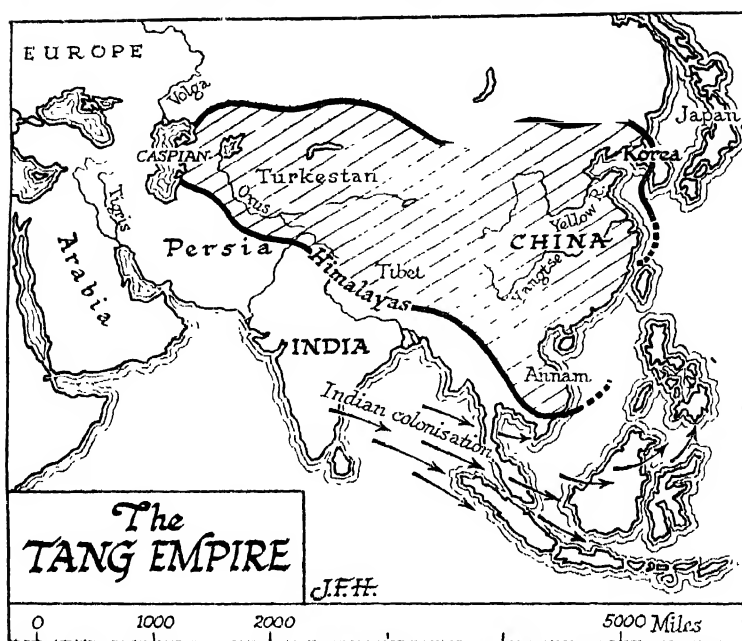 EUROPE
Volga
Japan
CASPIAN
Korea
Turkestan
Oxus
Tigris
Yellow R.
Persia
CHINA
Arabia
Himalayas
Tibet
Yangtse
INDIA
Annam
Indian colonisation
The
TANG EMPIRE
J.F.H.
0 1000 2000 5000 Miles